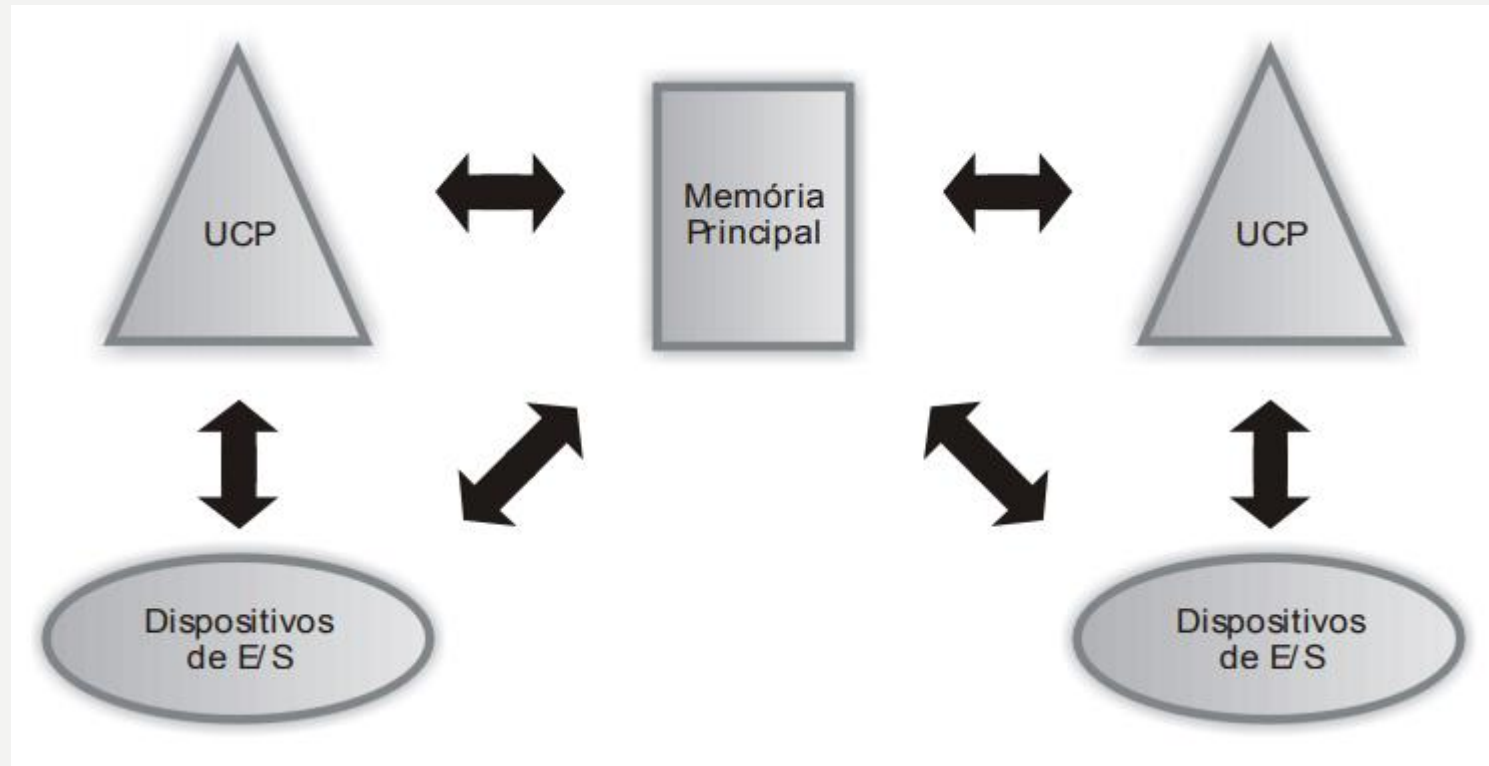 UCP
Memória
Principal
UCP
Dispositivos
de E/S
Dispositivos
de E/S